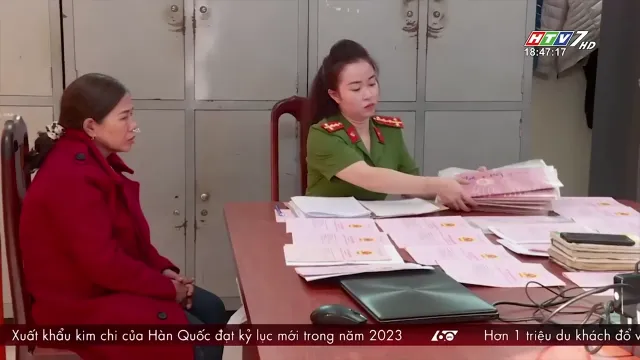 HTV7 HD
18:47:17
Xuất khẩu kim chi của Hàn Quốc đạt kỷ lục mới trong năm 2023 60 Hơn 1 triệu du khách đổ v